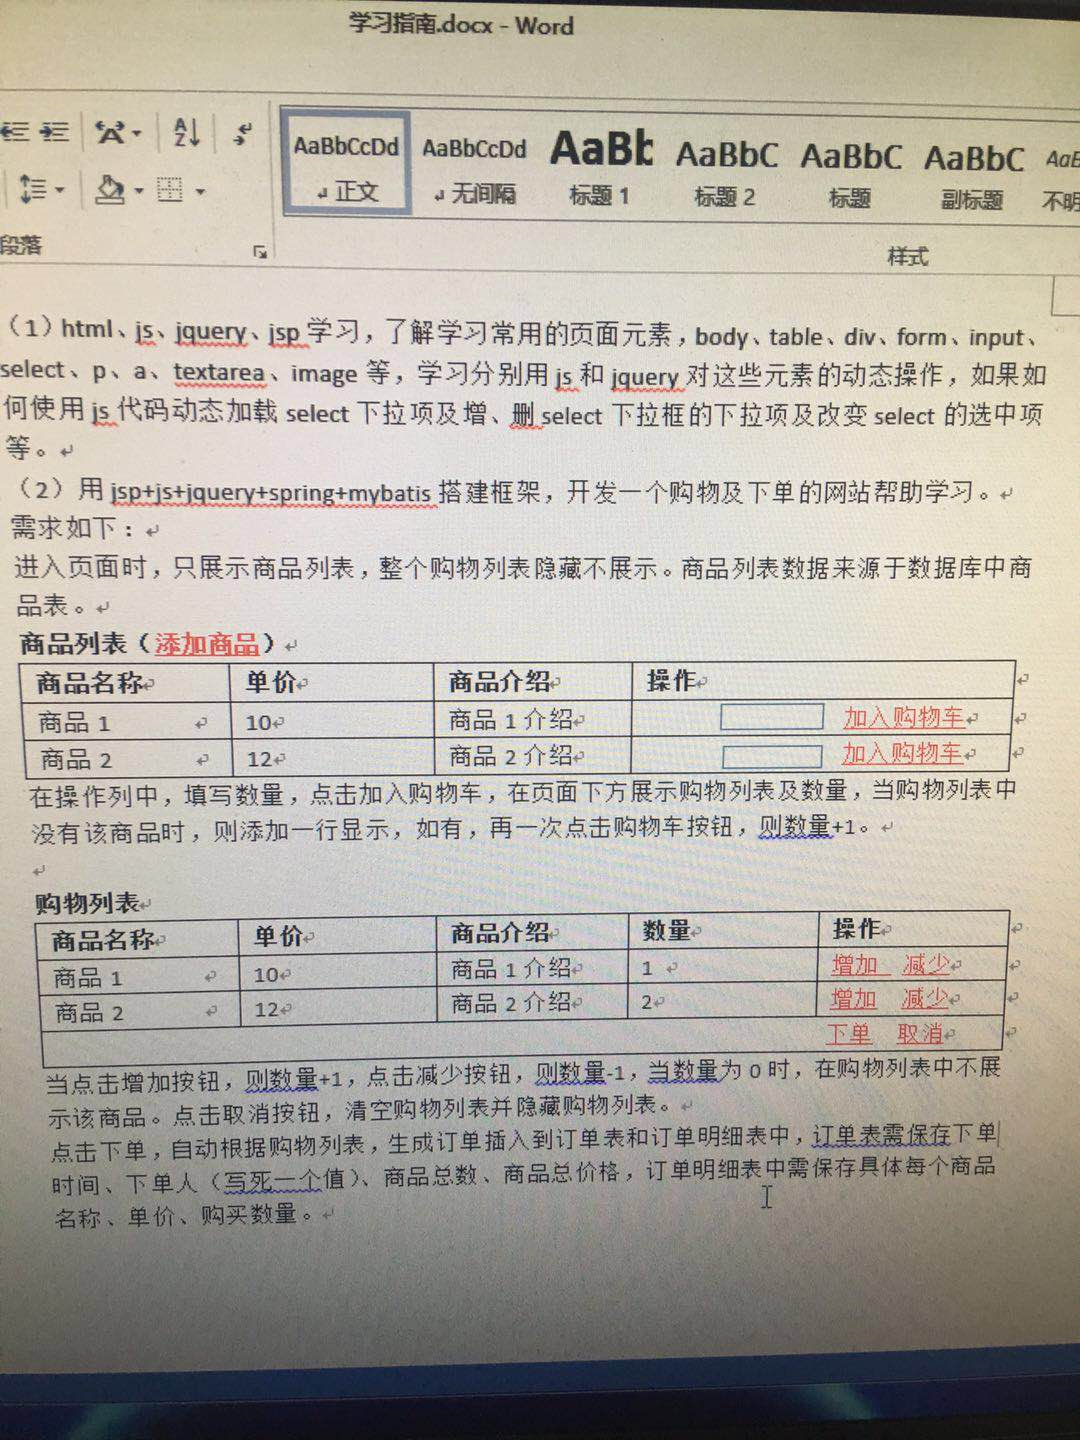 学习指南.docx - Word
AaBbCcDd AaBbCcDd AaBb AaBbC AaBbC AaBbC
正文 无间隔 标题 1 标题 2 标题 副标题
段落 样式
（1）html、js、jquery、jsp 学习，了解学习常用的页面元素，body、table、div、form、input、
select、p、a、textarea、image 等，学习分别用 js 和 jquery 对这些元素的动态操作，如果如
何使用 js 代码动态加载 select 下拉项及增、删 select 下拉框的下拉项及改变 select 的选中项
等。
（2）用 jsp+js+jquery+spring+mybatis 搭建框架，开发一个购物及下单的网站帮助学习。
需求如下：
进入页面时，只展示商品列表，整个购物列表隐藏不展示。商品列表数据来源于数据库中商
品表。
商品列表（添加商品）
商品名称 单价 商品介绍 操作
商品 1 10 商品 1 介绍 加入购物车
商品 2 12 商品 2 介绍 加入购物车
在操作列中，填写数量，点击加入购物车，在页面下方展示购物列表及数量，当购物列表中
没有该商品时，则添加一行显示，如有，再一次点击购物车按钮，则数量+1。
购物列表
商品名称 单价 商品介绍 数量 操作
商品 1 10 商品 1 介绍 1 增加 减少
商品 2 12 商品 2 介绍 2 增加 减少
下单 取消
当点击增加按钮，则数量+1，点击减少按钮，则数量-1，当数量为 0 时，在购物列表中不展
示该商品。点击取消按钮，清空购物列表并隐藏购物列表。
点击下单，自动根据购物列表，生成订单插入到订单表和订单明细表中，订单表需保存下单
时间、下单人（写死一个值）、商品总数、商品总价格，订单明细表中需保存具体每个商品
名称、单价、购买数量。